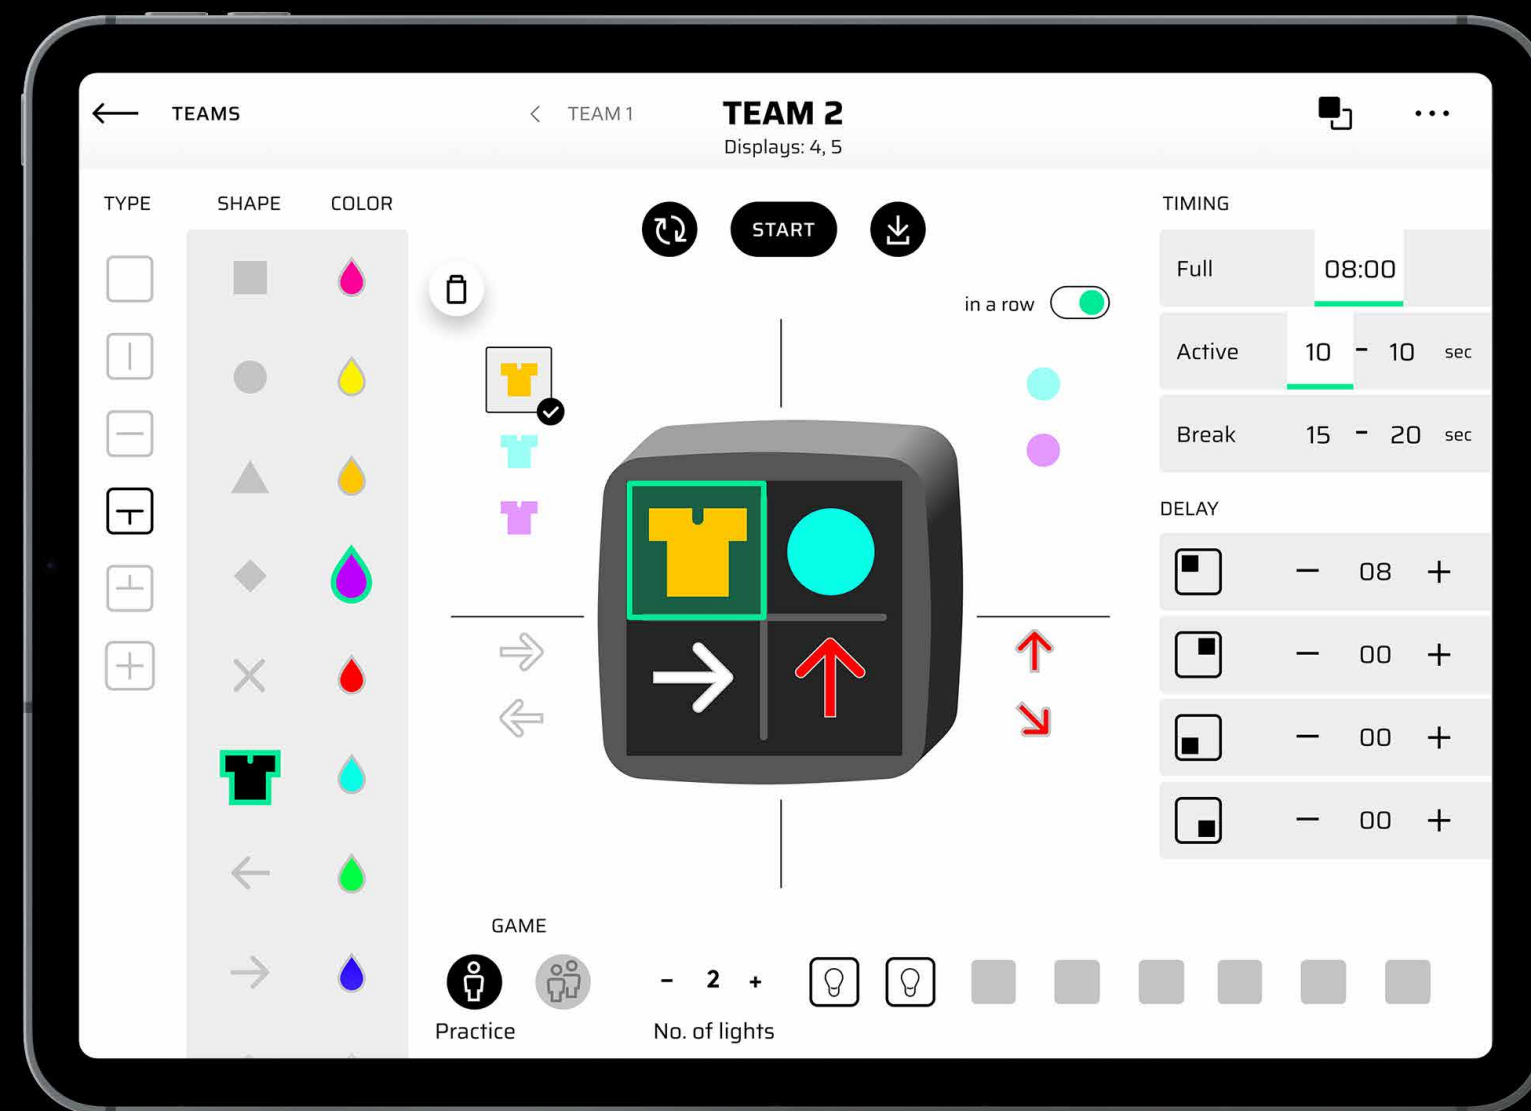 TEAMS
TEAM 1
TEAM 2
Displays: 4, 5
TYPE
SHAPE
COLOR
START
in a row
TIMING
Full 08:00
Active 10 - 10 sec
Break 15 - 20 sec
DELAY
- 08 +
- 00 +
- 00 +
- 00 +
GAME
- 2 +
Practice
No. of lights